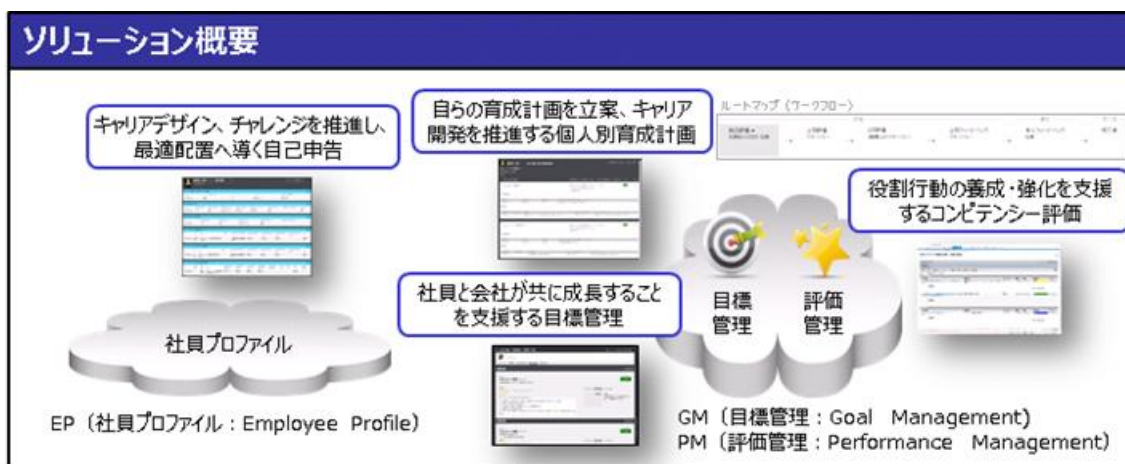 ソリューション概要
キャリアデザイン、チャレンジを推進し、
最適配置へ導く自己申告
自らの育成計画を立案、キャリア
開発を推進する個人別育成計画
ルートマップ（ワークフロー）
役割行動の養成・強化を支援
するコンピテンシー評価
社員と会社が共に成長すること
を支援する目標管理
目標
管理
評価
管理
社員プロファイル
EP（社員プロファイル：Employee Profile）
GM（目標管理：Goal Management）
PM（評価管理：Performance Management）